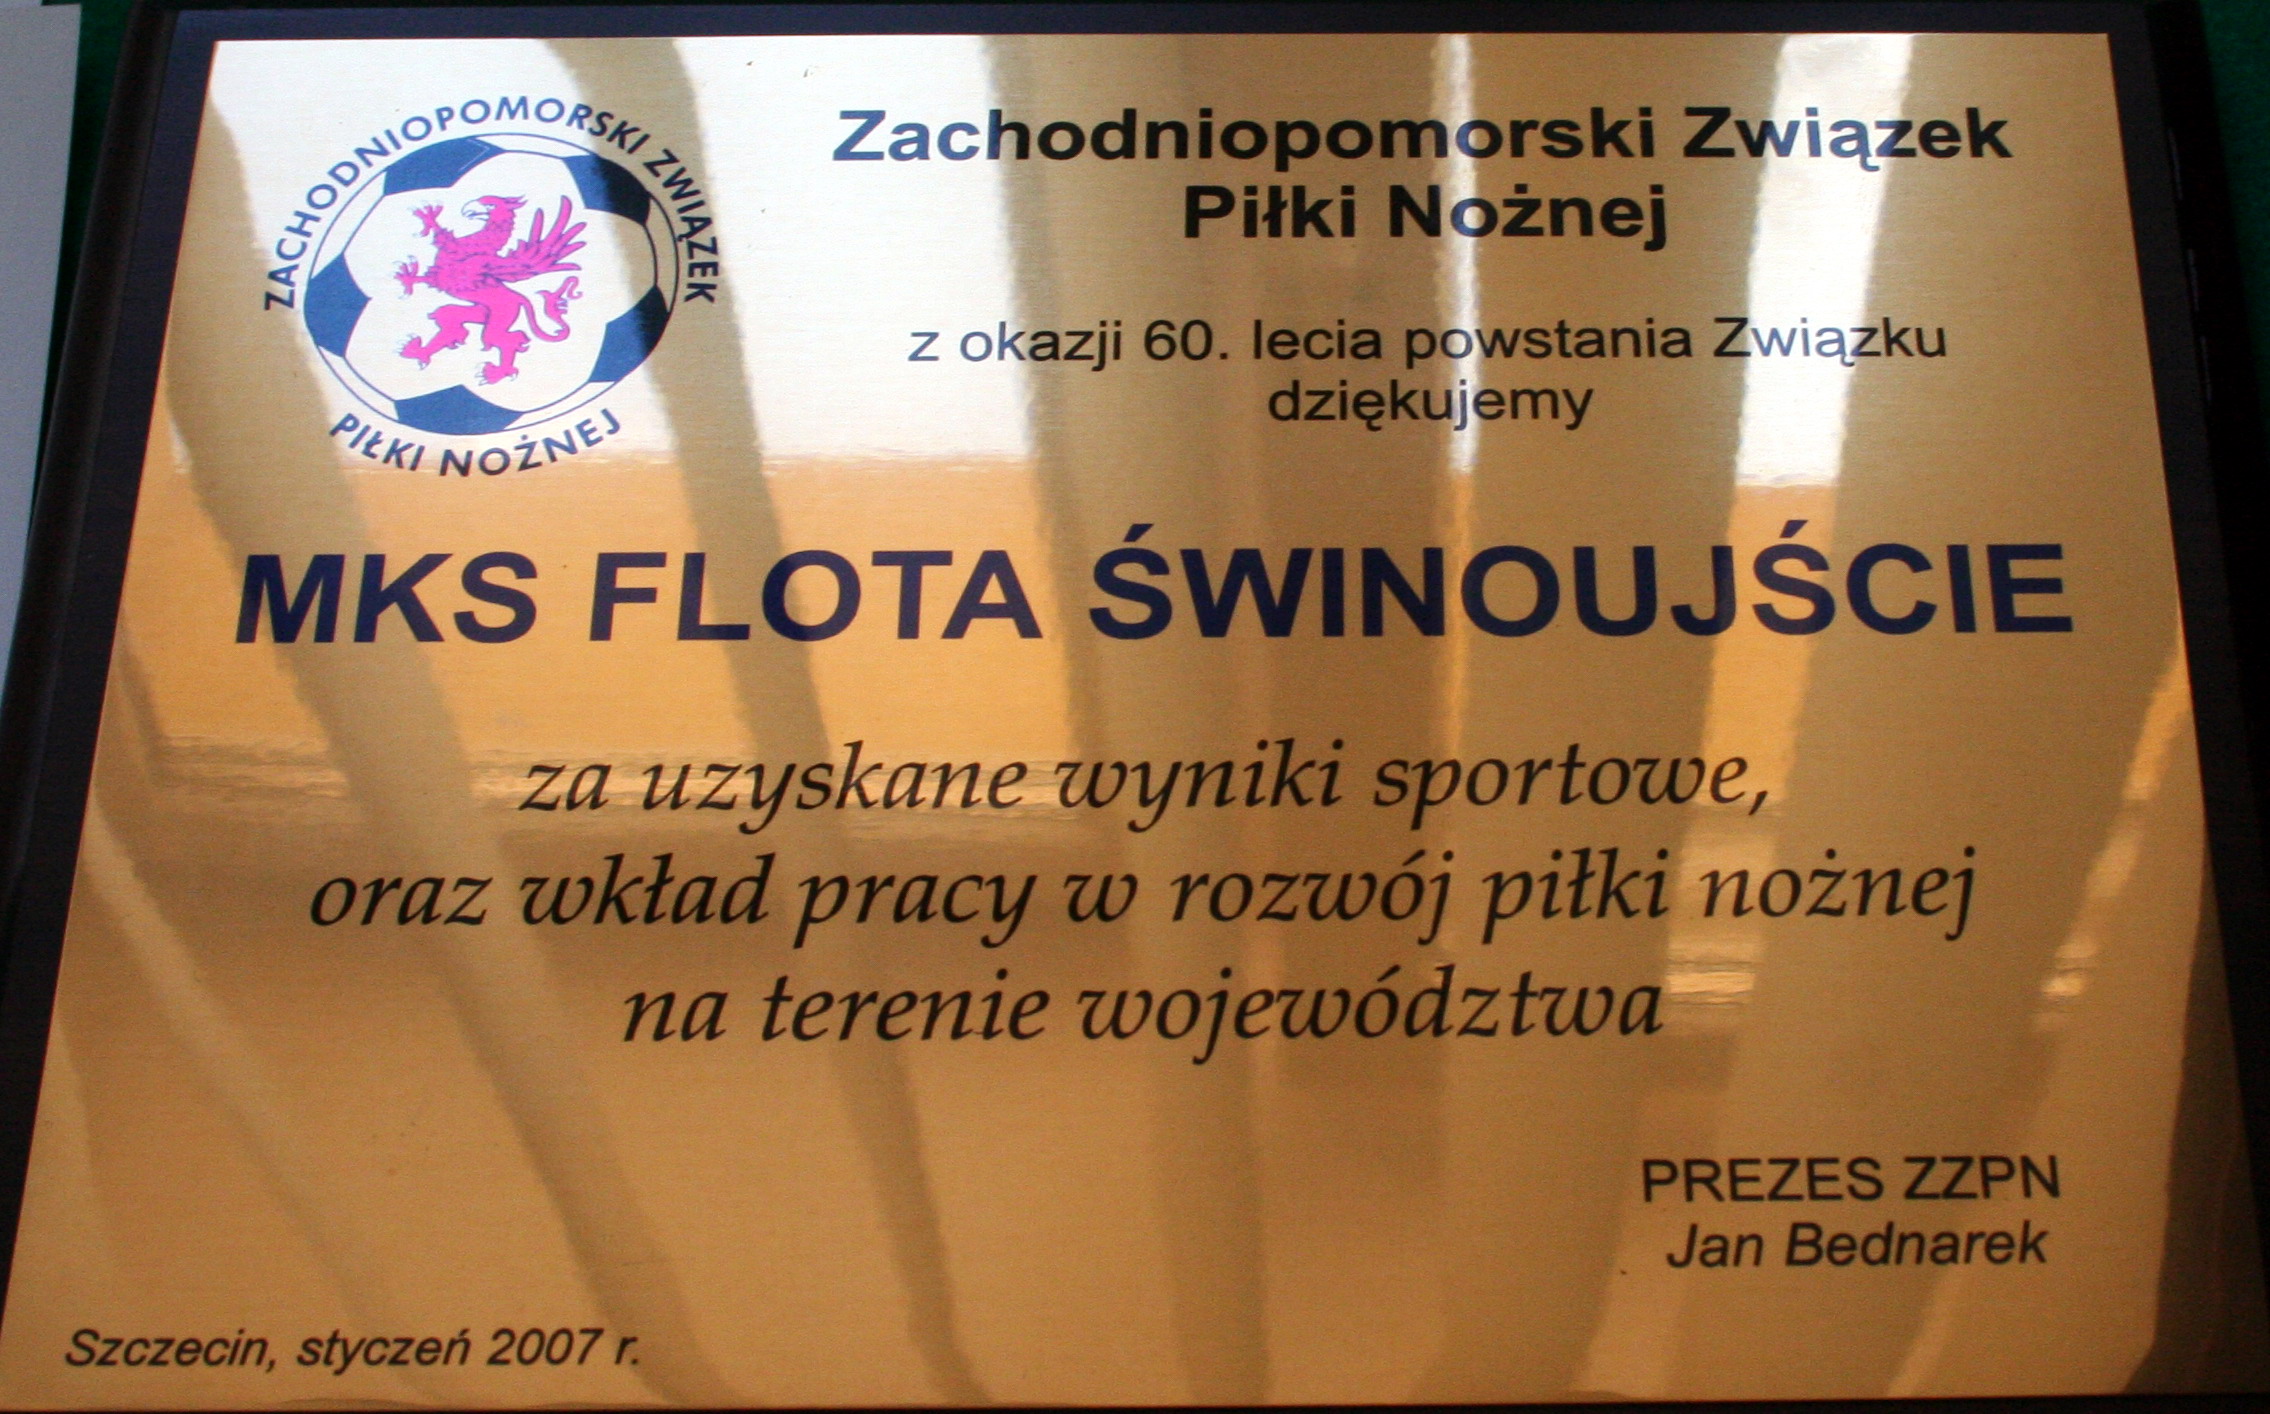 ZACHODNIOPOMORSKI ZWIĄZEK
PIŁKI NOŻNEJ
Zachodniopomorski Związek
Piłki Nożnej
z okazji 60. lecia powstania Związku
dziękujemy
MKS FLOTA ŚWINOUJŚCIE
za uzyskane wyniki sportowe,
oraz wkład pracy w rozwój piłki nożnej
na terenie województwa
PREZES ZZPN
Jan Bednarek
Szczecin, styczeń 2007 r.